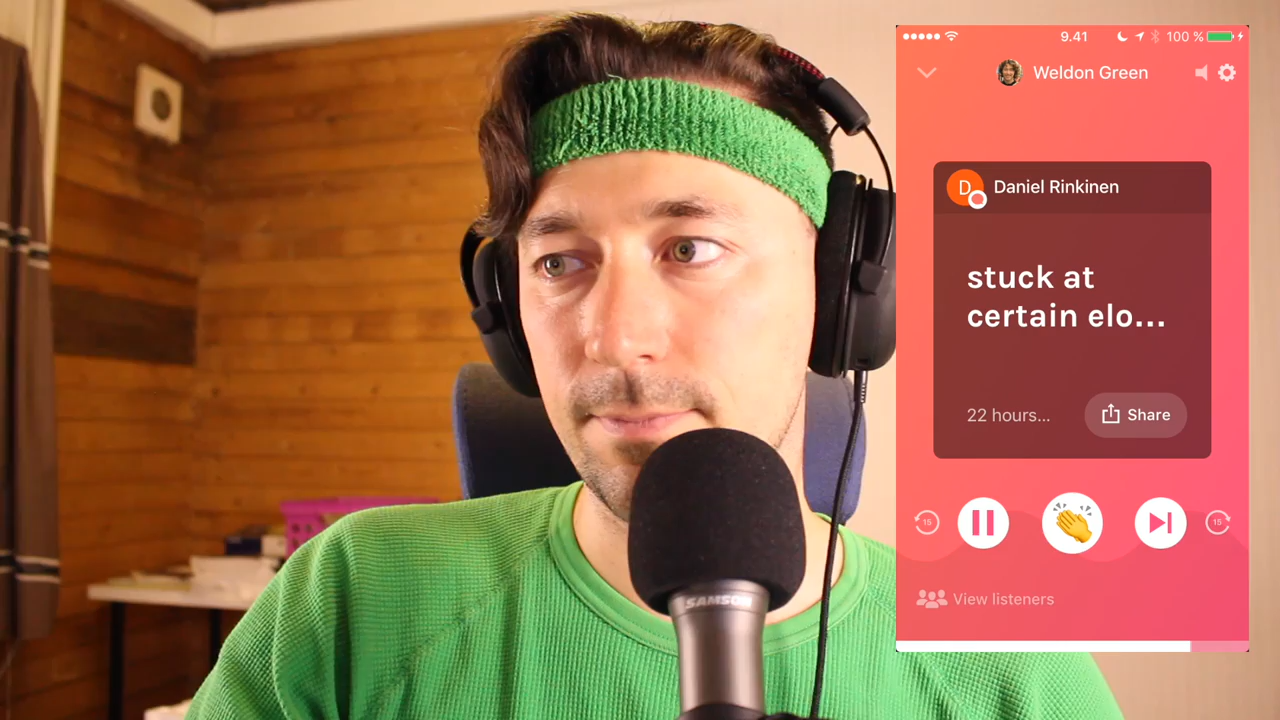 9.41
100 %
Weldon Green
D
Daniel Rinkinen
stuck at
certain elo...
22 hours...
Share
15
15
View listeners
SAMSON